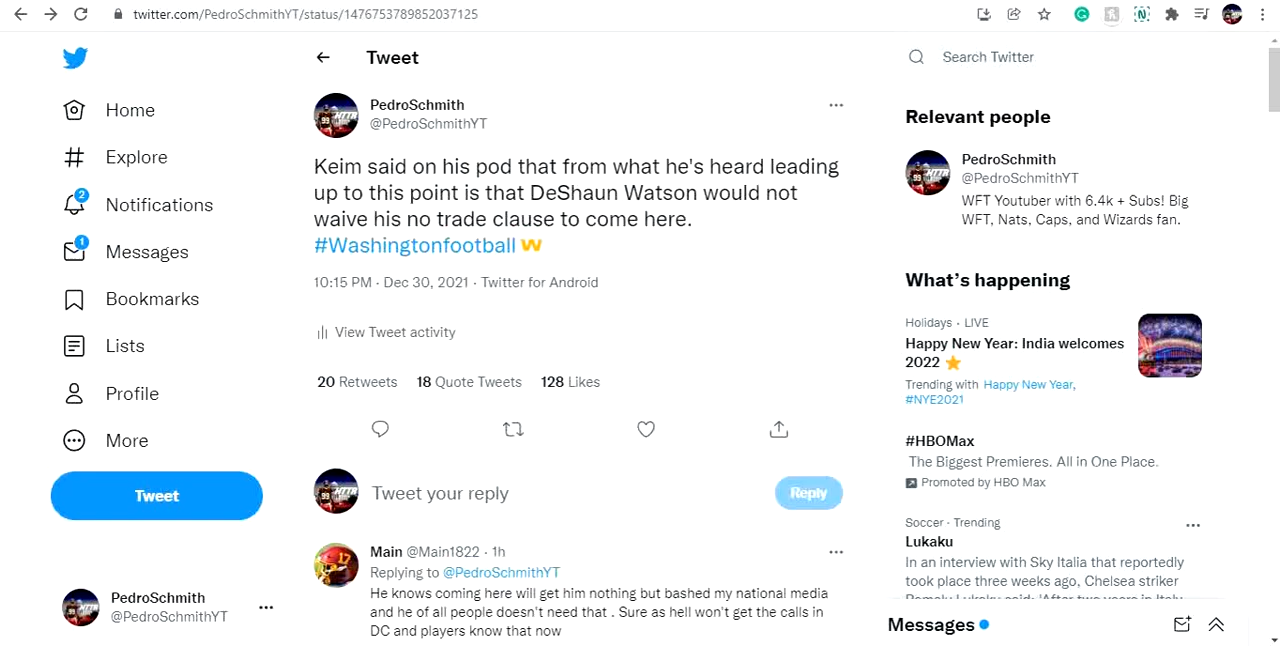 twitter.com/PedroSchmithYT/status/1476753789852037125
Home
Explore
2
Notifications
1
Messages
Bookmarks
Lists
Profile
More
Tweet
PedroSchmith
@PedroSchmithYT
Tweet
PedroSchmith
@PedroSchmithYT
Keim said on his pod that from what he's heard leading
up to this point is that DeShaun Watson would not
waive his no trade clause to come here.
#Washingtonfootball
10:15 PM · Dec 30, 2021 · Twitter for Android
View Tweet activity
20 Retweets 18 Quote Tweets 128 Likes
Tweet your reply
Reply
Main @Main1822 · 1h
Replying to @PedroSchmithYT
He knows coming here will get him nothing but bashed my national media
and he of all people doesn't need that . Sure as hell won't get the calls in
DC and players know that now
Search Twitter
Relevant people
PedroSchmith
@PedroSchmithYT
WFT Youtuber with 6.4k + Subs! Big
WFT, Nats, Caps, and Wizards fan.
What's happening
Holidays · LIVE
Happy New Year: India welcomes
2022
Trending with Happy New Year,
#NYE2021
#HBOMax
The Biggest Premieres. All in One Place.
Promoted by HBO Max
Soccer · Trending
Lukaku
In an interview with Sky Italia that reportedly
took place three weeks ago, Chelsea striker
Messages